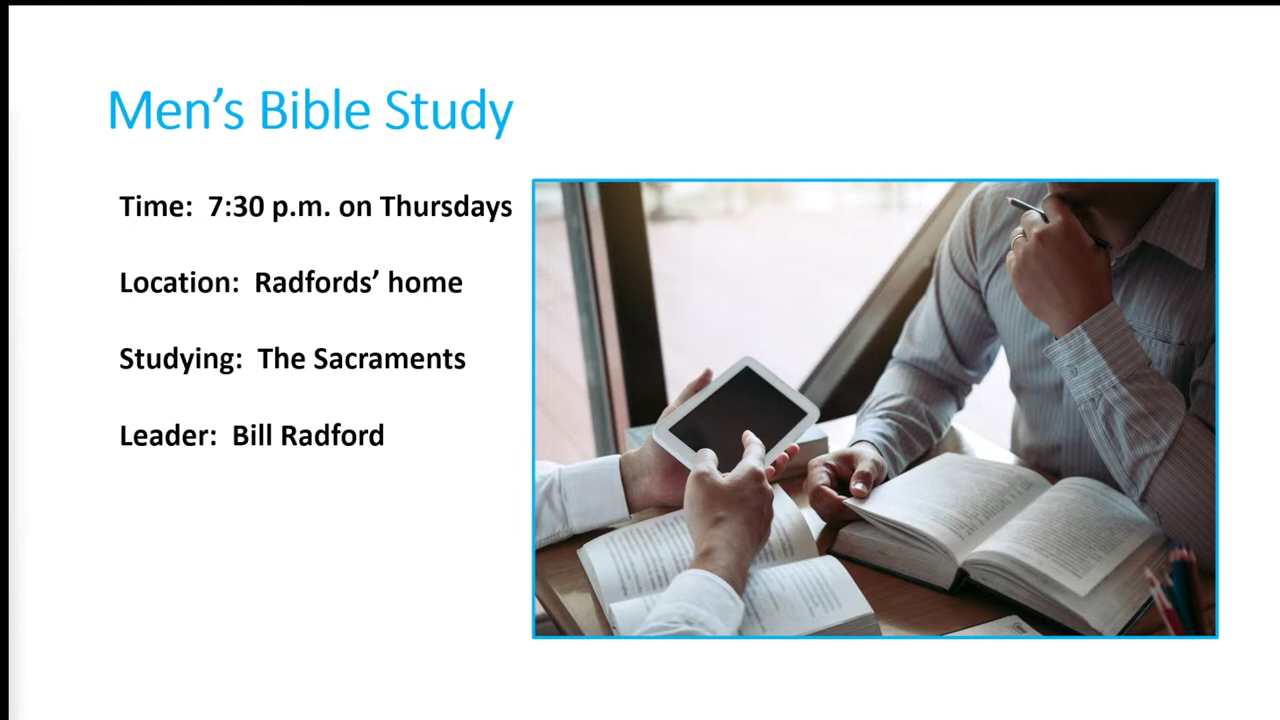 Men’s Bible Study
Time: 7:30 p.m. on Thursdays
Location: Radfords’ home
Studying: The Sacraments
Leader: Bill Radford